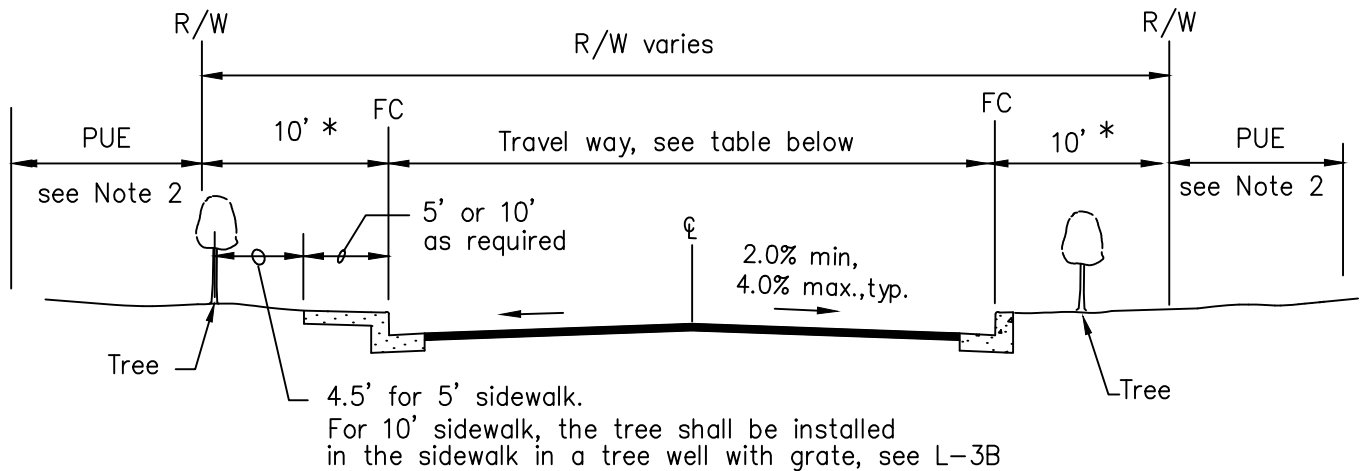 R/W
R/W
R/W varies
FC
FC
10' *
10' *
PUE
Travel way, see table below
PUE
see Note 2
see Note 2
5' or 10'
as required
℄
2.0% min,
4.0% max.,typ.
Tree
Tree
4.5' for 5' sidewalk.
For 10' sidewalk, the tree shall be installed
in the sidewalk in a tree well with grate, see L-3B